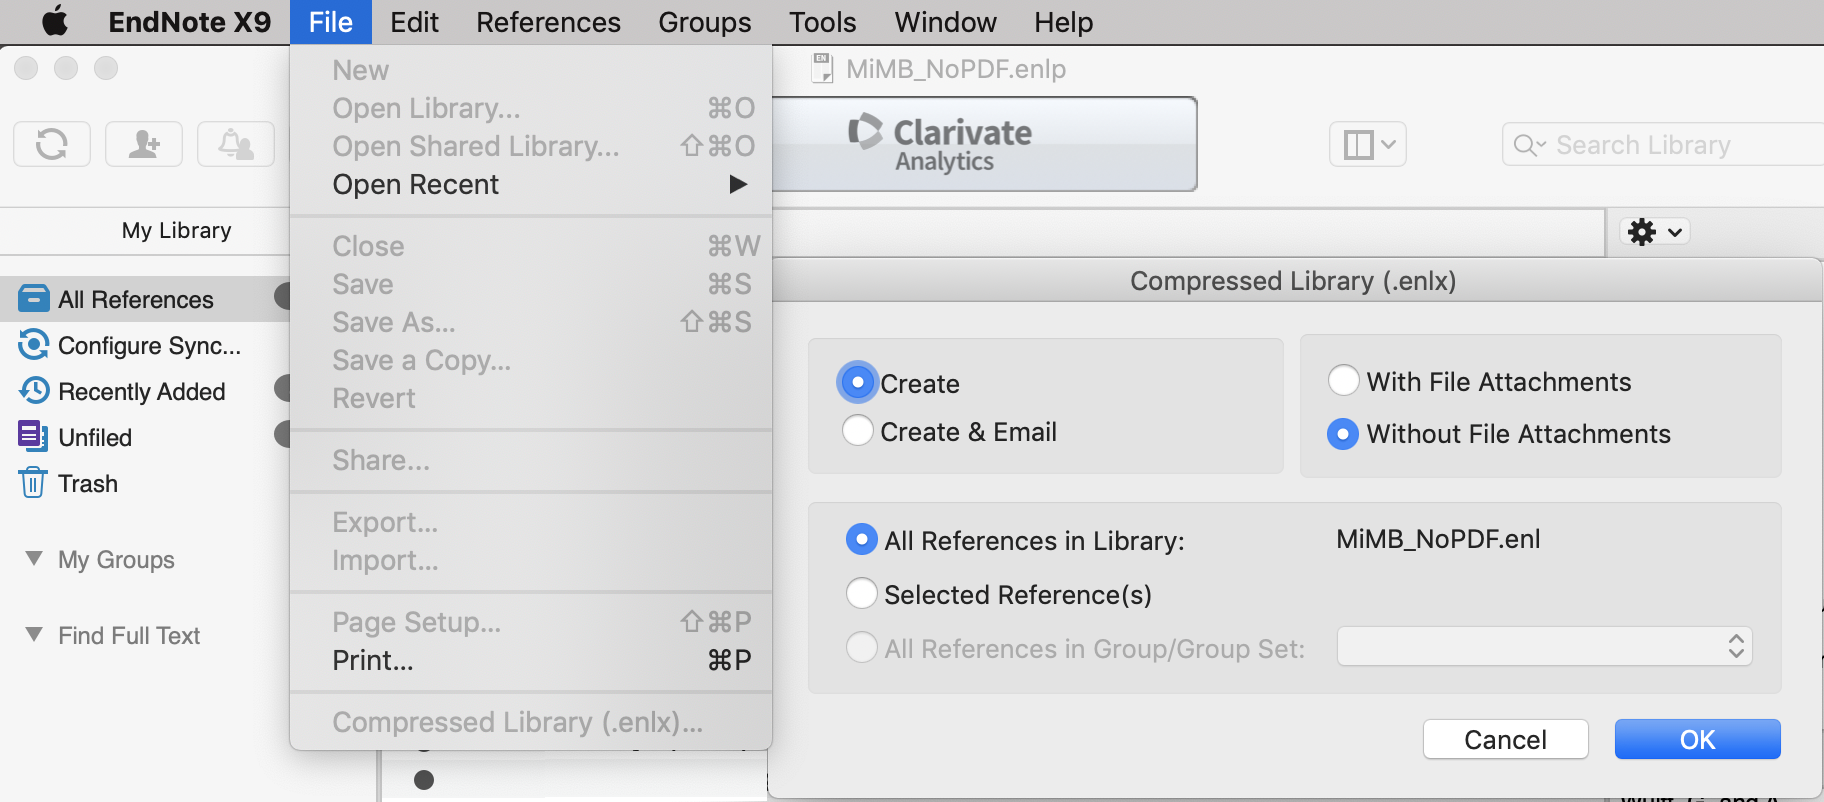 EndNote X9 File Edit References Groups Tools Window Help
MiMB_NoPDF.enlp
Clarivate
Analytics
Search Library
My Library
All References
Configure Sync...
Recently Added
Unfiled
Trash
My Groups
Find Full Text
New
Open Library... ⌘O
Open Shared Library... ⇧⌘O
Open Recent ▶
Close ⌘W
Save ⌘S
Save As... ⇧⌘S
Save a Copy...
Revert
Share...
Export...
Import...
Page Setup... ⇧⌘P
Print... ⌘P
Compressed Library (.enlx)...
Compressed Library (.enlx)
Create
Create & Email
With File Attachments
Without File Attachments
All References in Library: MiMB_NoPDF.enl
Selected Reference(s)
All References in Group/Group Set:
Cancel OK